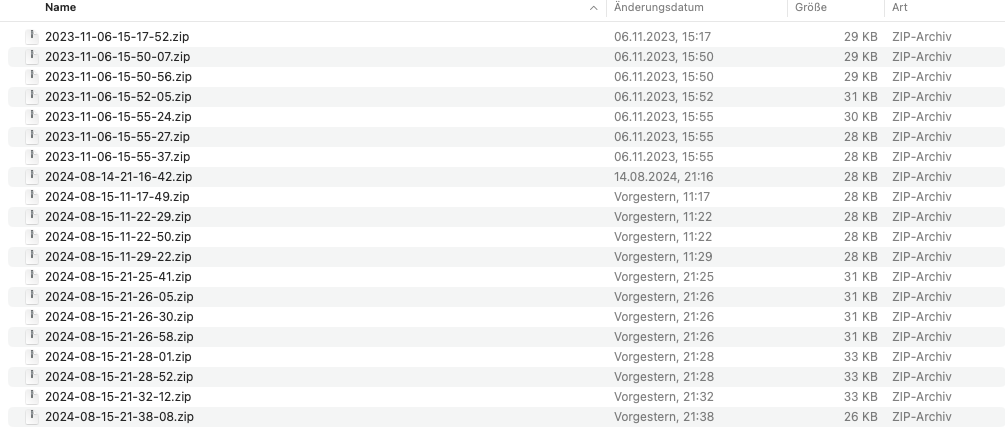 Name Änderungsdatum Größe Art
2023-11-06-15-17-52.zip 06.11.2023, 15:17 29 KB ZIP-Archiv
2023-11-06-15-50-07.zip 06.11.2023, 15:50 29 KB ZIP-Archiv
2023-11-06-15-50-56.zip 06.11.2023, 15:50 29 KB ZIP-Archiv
2023-11-06-15-52-05.zip 06.11.2023, 15:52 31 KB ZIP-Archiv
2023-11-06-15-55-24.zip 06.11.2023, 15:55 30 KB ZIP-Archiv
2023-11-06-15-55-27.zip 06.11.2023, 15:55 28 KB ZIP-Archiv
2023-11-06-15-55-37.zip 06.11.2023, 15:55 28 KB ZIP-Archiv
2024-08-14-21-16-42.zip 14.08.2024, 21:16 28 KB ZIP-Archiv
2024-08-15-11-17-49.zip Vorgestern, 11:17 28 KB ZIP-Archiv
2024-08-15-11-22-29.zip Vorgestern, 11:22 28 KB ZIP-Archiv
2024-08-15-11-22-50.zip Vorgestern, 11:22 28 KB ZIP-Archiv
2024-08-15-11-29-22.zip Vorgestern, 11:29 28 KB ZIP-Archiv
2024-08-15-21-25-41.zip Vorgestern, 21:25 31 KB ZIP-Archiv
2024-08-15-21-26-05.zip Vorgestern, 21:26 31 KB ZIP-Archiv
2024-08-15-21-26-30.zip Vorgestern, 21:26 31 KB ZIP-Archiv
2024-08-15-21-26-58.zip Vorgestern, 21:26 31 KB ZIP-Archiv
2024-08-15-21-28-01.zip Vorgestern, 21:28 33 KB ZIP-Archiv
2024-08-15-21-28-52.zip Vorgestern, 21:28 33 KB ZIP-Archiv
2024-08-15-21-32-12.zip Vorgestern, 21:32 33 KB ZIP-Archiv
2024-08-15-21-38-08.zip Vorgestern, 21:38 26 KB ZIP-Archiv